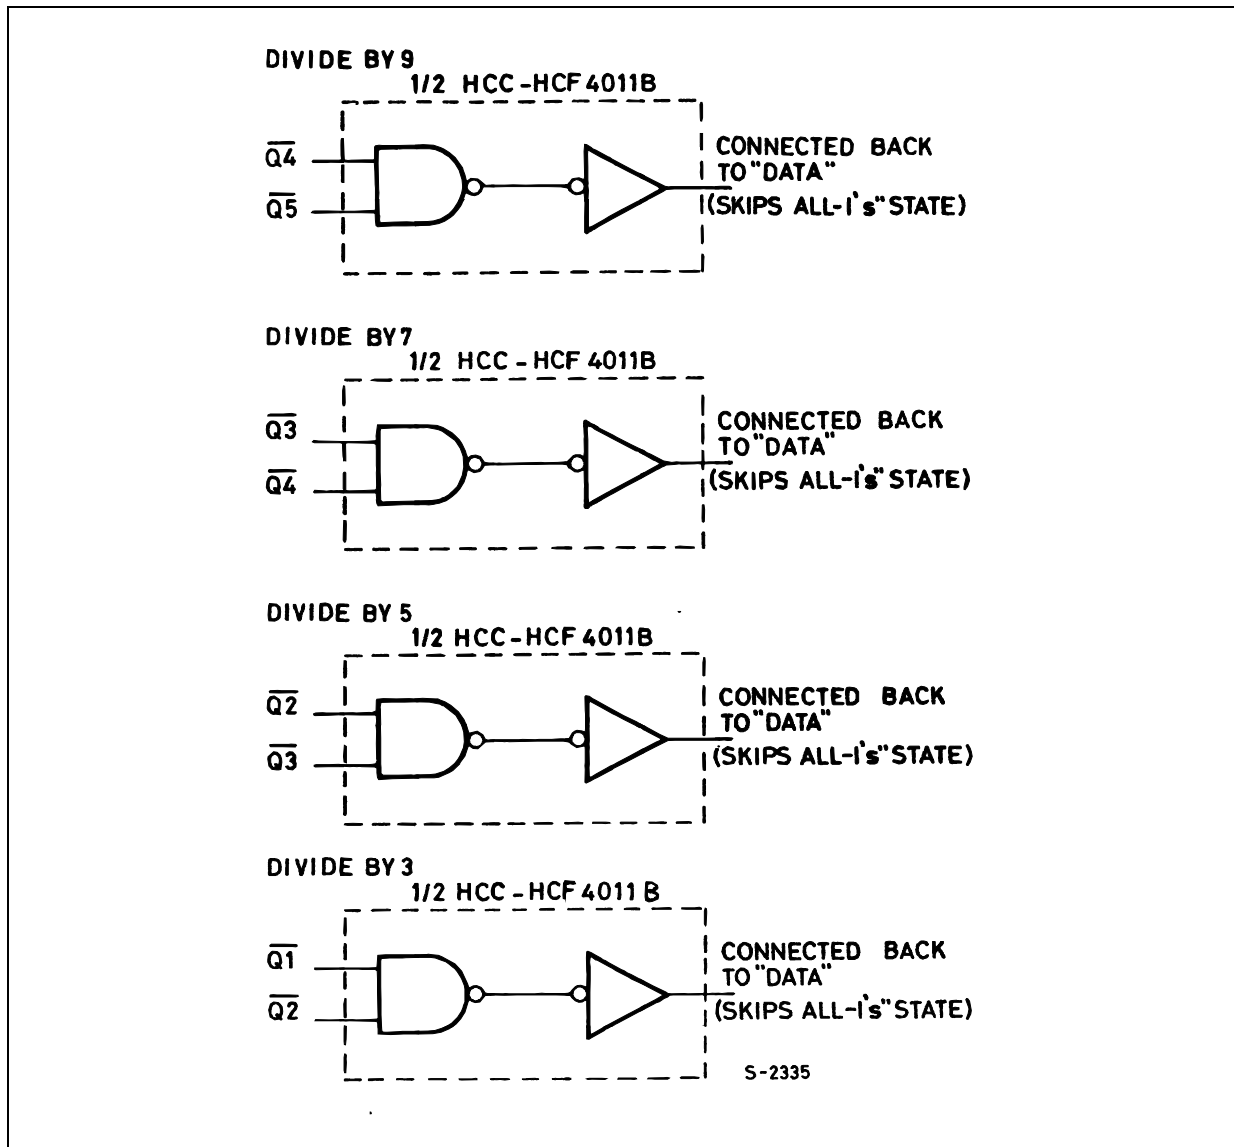 DIVIDE BY 9
1/2 HCC-HCF 4011B
Q4
Q5
CONNECTED BACK
TO "DATA"
(SKIPS ALL-1's" STATE)
DIVIDE BY 7
1/2 HCC-HCF 4011B
Q3
Q4
CONNECTED BACK
TO "DATA"
(SKIPS ALL-1's" STATE)
DIVIDE BY 5
1/2 HCC-HCF 4011B
Q2
Q3
CONNECTED BACK
TO "DATA"
(SKIPS ALL-1's" STATE)
DIVIDE BY 3
1/2 HCC-HCF 4011B
Q1
Q2
CONNECTED BACK
TO "DATA"
(SKIPS ALL-1's" STATE)
S-2335